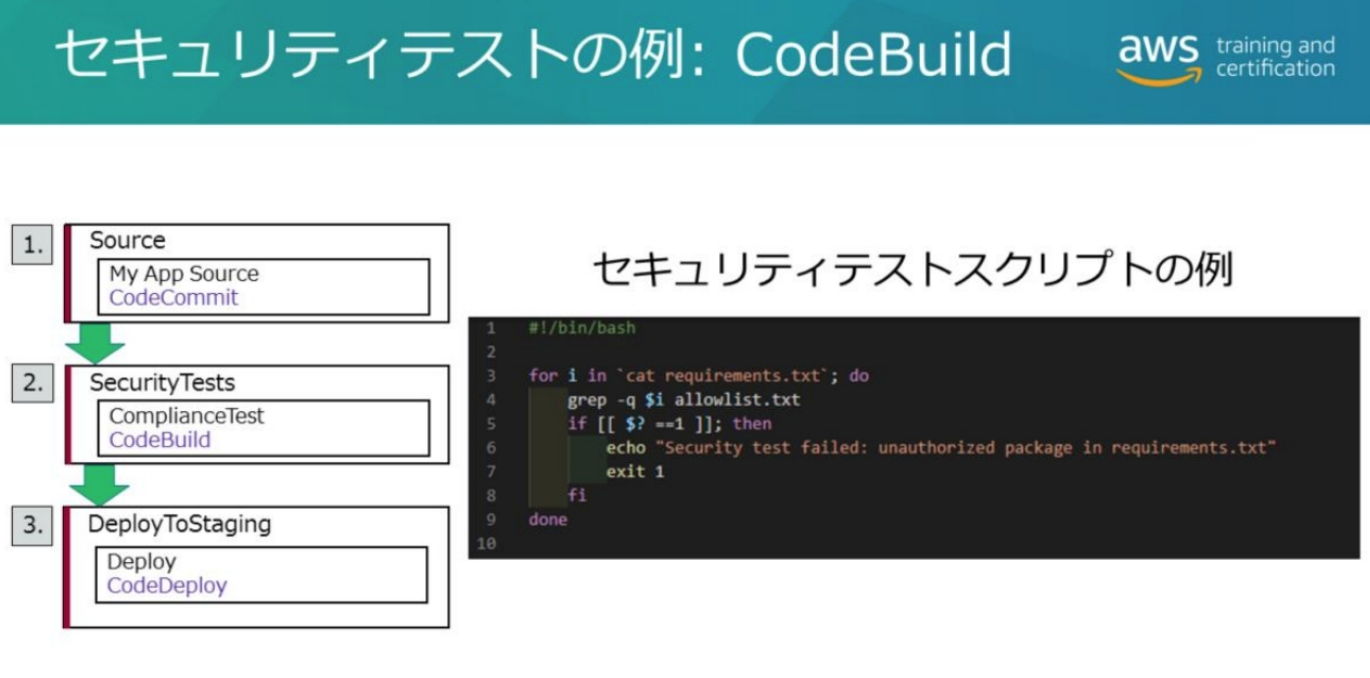 セキュリティテストの例: CodeBuild
aws training and
certification
1.
Source
My App Source
CodeCommit
2.
SecurityTests
ComplianceTest
CodeBuild
3.
DeployToStaging
Deploy
CodeDeploy
セキュリティテストスクリプトの例
1 #!/bin/bash
2
3 for i in `cat requirements.txt`; do
4 grep -q $i allowlist.txt
5 if [[ $? ==1 ]]; then
6 echo "Security test failed: unauthorized package in requirements.txt"
7 exit 1
8 fi
9 done
10